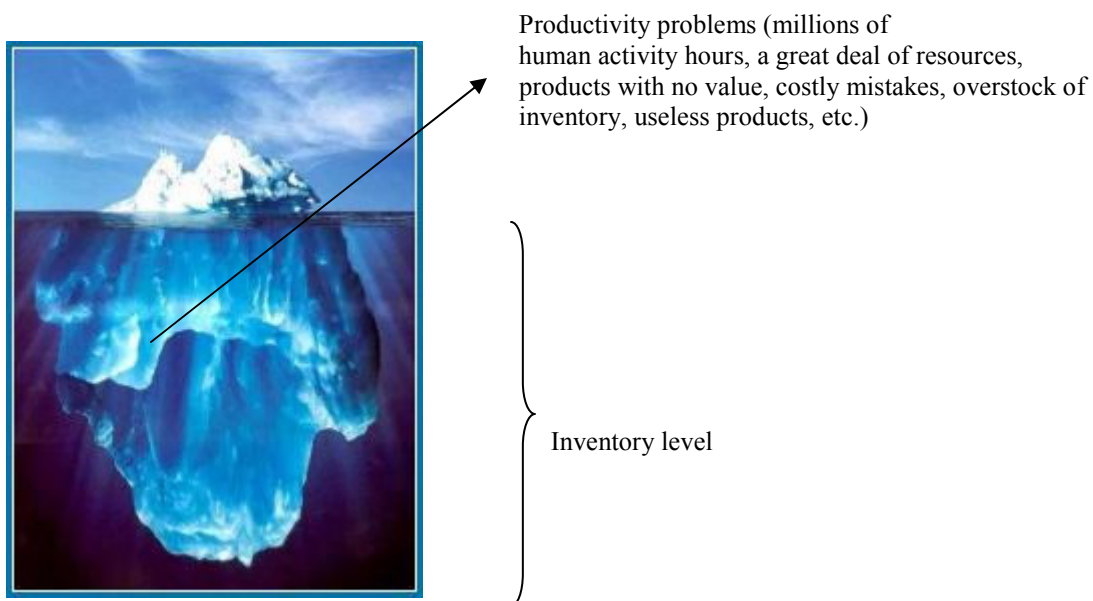 Productivity problems (millions of
human activity hours, a great deal of resources,
products with no value, costly mistakes, overstock of
inventory, useless products, etc.)
Inventory level